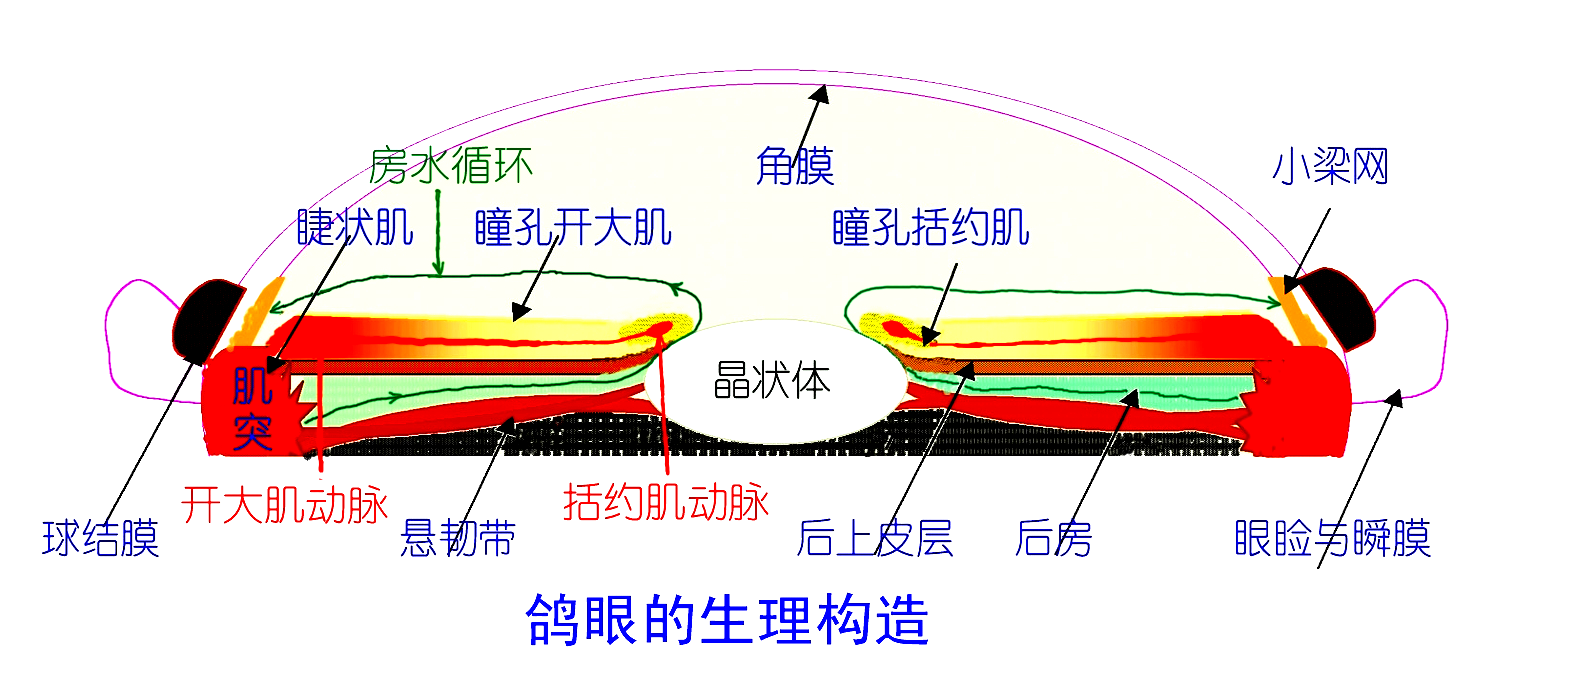 房水循环
角膜
小梁网
睫状肌
瞳孔开大肌
瞳孔括约肌
晶状体
肌
突
开大肌动脉
括约肌动脉
球结膜
悬韧带
后上皮层
后房
眼睑与瞬膜
鸽眼的生理构造